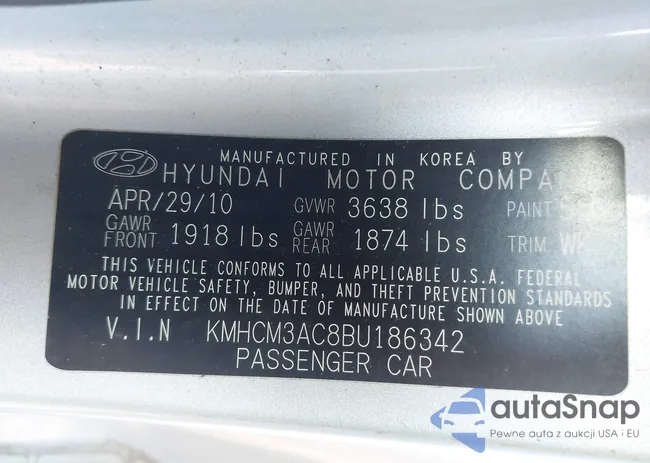 MANUFACTURED IN KOREA BY
HYUNDAI MOTOR
APR/29/10 GVWR 3638 lbs PAINT
GAWR FRONT 1918 lbs GAWR REAR 1874 lbs TRIM
THIS VEHICLE CONFORMS TO ALL APPLICABLE U.S.A. FEDERAL
MOTOR VEHICLE SAFETY, BUMPER, AND THEFT PREVENTION STANDARDS
IN EFFECT ON THE DATE OF MANUFACTURE SHOWN ABOVE
V.I.N KMHCM3AC8BU186342
PASSENGER CAR
autoSnap
Pewne auta z aukcji USA i EU